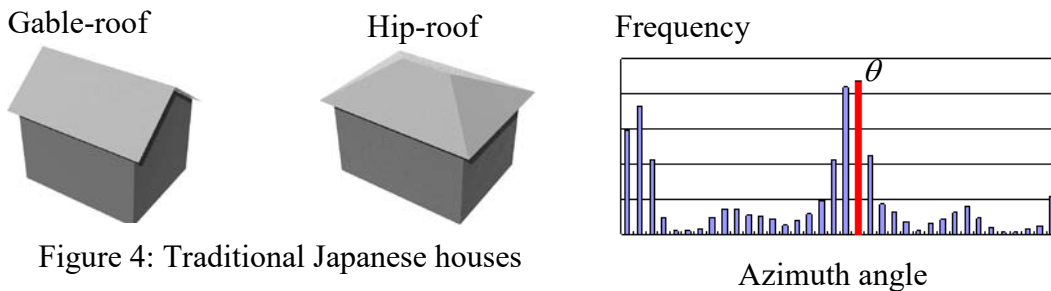 Gable-roof
Hip-roof
Frequency
θ
Figure 4: Traditional Japanese houses
Azimuth angle